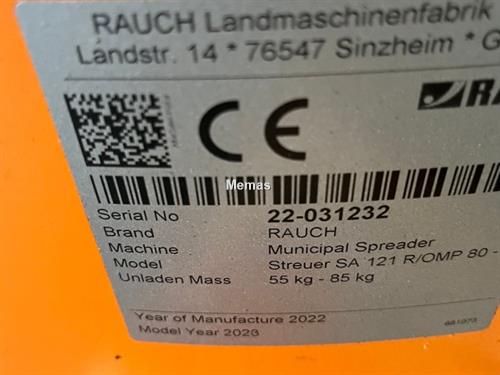 RAUCH Landmaschinenfabrik
Landstr. 14 * 76547 Sinzheim * G
CE
RA
Memas
Serial No 22-031232
Brand RAUCH
Machine Municipal Spreader
Model Streuer SA 121 R/OMP 80 -
Unladen Mass 55 kg - 85 kg
Year of Manufacture 2022
Model Year 2023